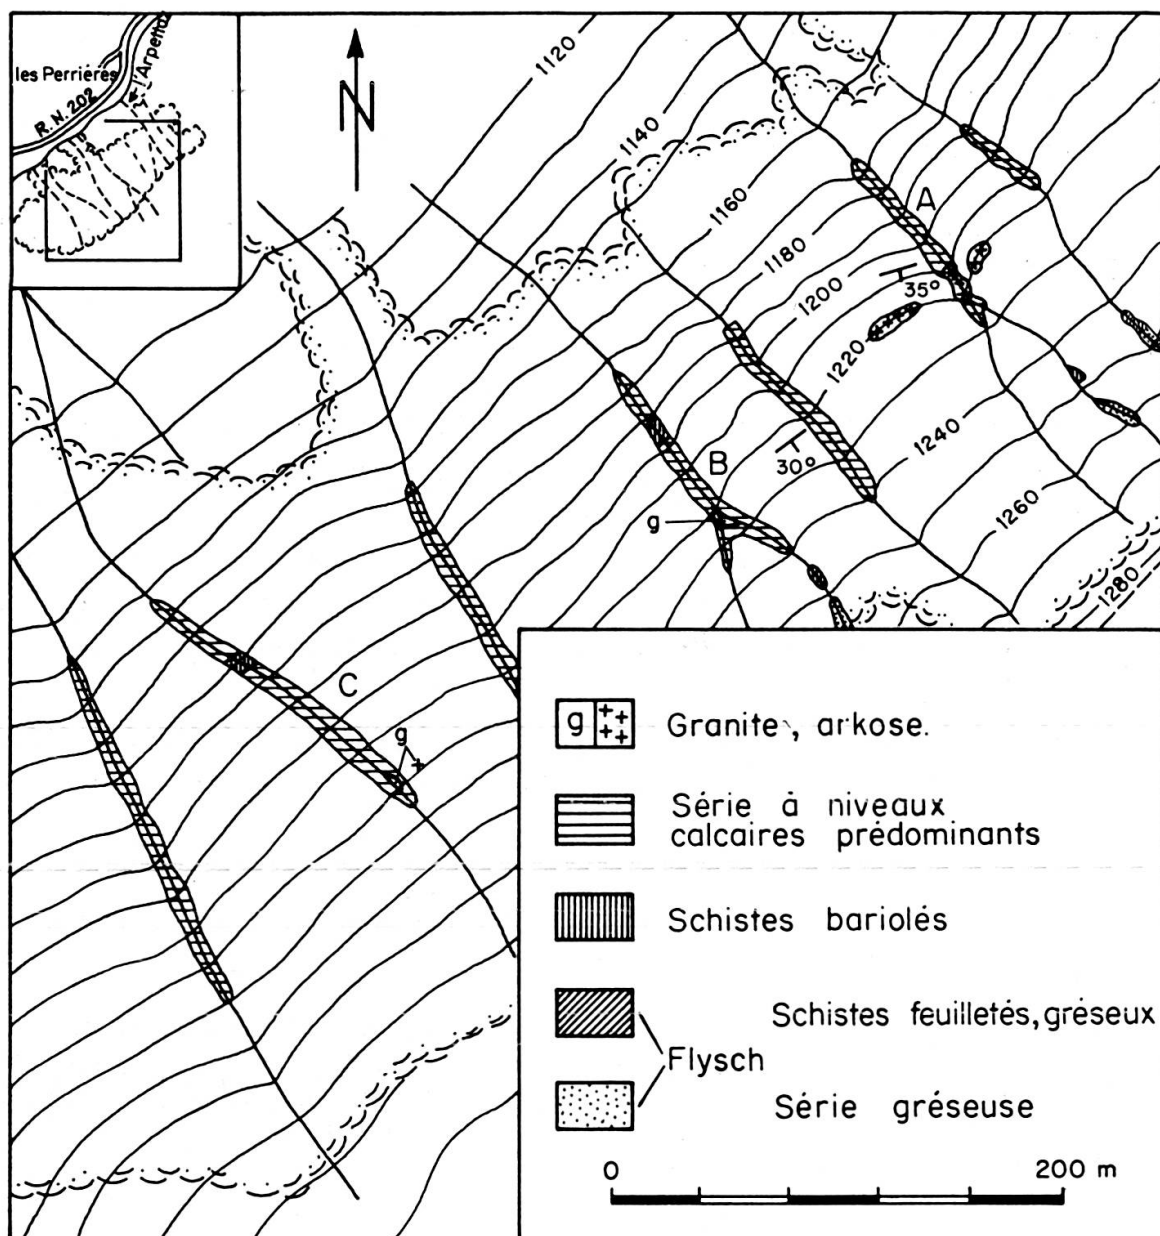 les Perrières
R.N. 202
l'Arpettaz
N
1120
1140
1160
1180
1200
1220
1240
1260
1280
A
35°
30°
B
g
C
g
g
Granite, arkose.
Série à niveaux
calcaires prédominants
Schistes bariolés
Schistes feuilletés, gréseux
Flysch
Série gréseuse
0
200 m